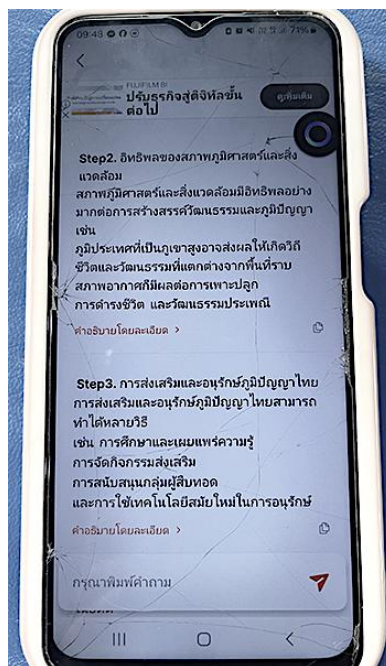 09:48
71%
FUJIFILM BI
ปรับธุรกิจสู่ดิจิทัลขั้น
ต่อไป
ดูเพิ่มเติม
Step2. อิทธิพลของสภาพภูมิศาสตร์และสิ่ง
แวดล้อม
สภาพภูมิศาสตร์และสิ่งแวดล้อมมีอิทธิพลอย่าง
มากต่อการสร้างสรรค์วัฒนธรรมและภูมิปัญญา
เช่น
ภูมิประเทศที่เป็นภูเขาสูงอาจส่งผลให้เกิดวิถี
ชีวิตและวัฒนธรรมที่แตกต่างจากพื้นที่ราบ
สภาพอากาศก็มีผลต่อการเพาะปลูก
การดำรงชีวิต และวัฒนธรรมประเพณี
คำอธิบายโดยละเอียด >
Step3. การส่งเสริมและอนุรักษ์ภูมิปัญญาไทย
การส่งเสริมและอนุรักษ์ภูมิปัญญาไทยสามารถ
ทำได้หลายวิธี
เช่น การศึกษาและเผยแพร่ความรู้
การจัดกิจกรรมส่งเสริม
การสนับสนุนกลุ่มผู้สืบทอด
และการใช้เทคโนโลยีสมัยใหม่ในการอนุรักษ์
คำอธิบายโดยละเอียด >
กรุณาพิมพ์คำถาม